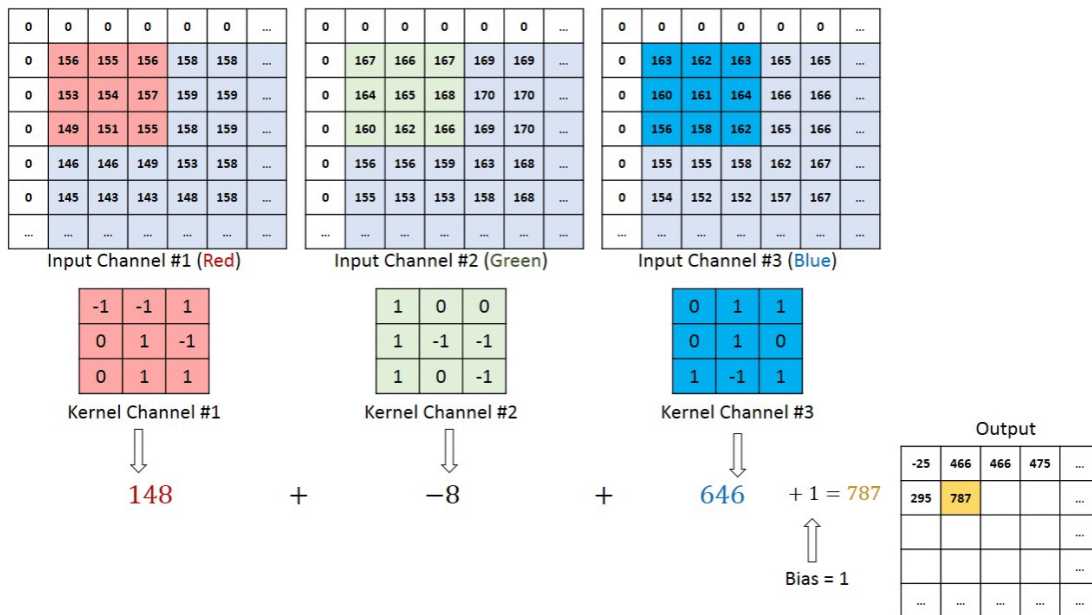 0 0 0 0 0 0 ...
0 156 155 156 158 158 ...
0 153 154 157 159 159 ...
0 149 151 155 158 159 ...
0 146 146 149 153 158 ...
0 145 143 143 148 158 ...
... ... ... ... ... ... ...
Input Channel #1 (Red)
0 0 0 0 0 0 ...
0 167 166 167 169 169 ...
0 164 165 168 170 170 ...
0 160 162 166 169 170 ...
0 156 156 159 163 168 ...
0 155 153 153 158 168 ...
... ... ... ... ... ... ...
Input Channel #2 (Green)
0 0 0 0 0 0 ...
0 163 162 163 165 165 ...
0 160 161 164 166 166 ...
0 156 158 162 165 166 ...
0 155 155 158 162 167 ...
0 154 152 152 157 167 ...
... ... ... ... ... ... ...
Input Channel #3 (Blue)
-1 -1 1
0 1 -1
0 1 1
Kernel Channel #1
1 0 0
1 -1 -1
1 0 -1
Kernel Channel #2
0 1 1
0 1 0
1 -1 1
Kernel Channel #3
148 + −8 + 646 + 1 = 787
Bias = 1
Output
-25 466 466 475 ...
295 787 ...
...
...
... ... ... ... ...